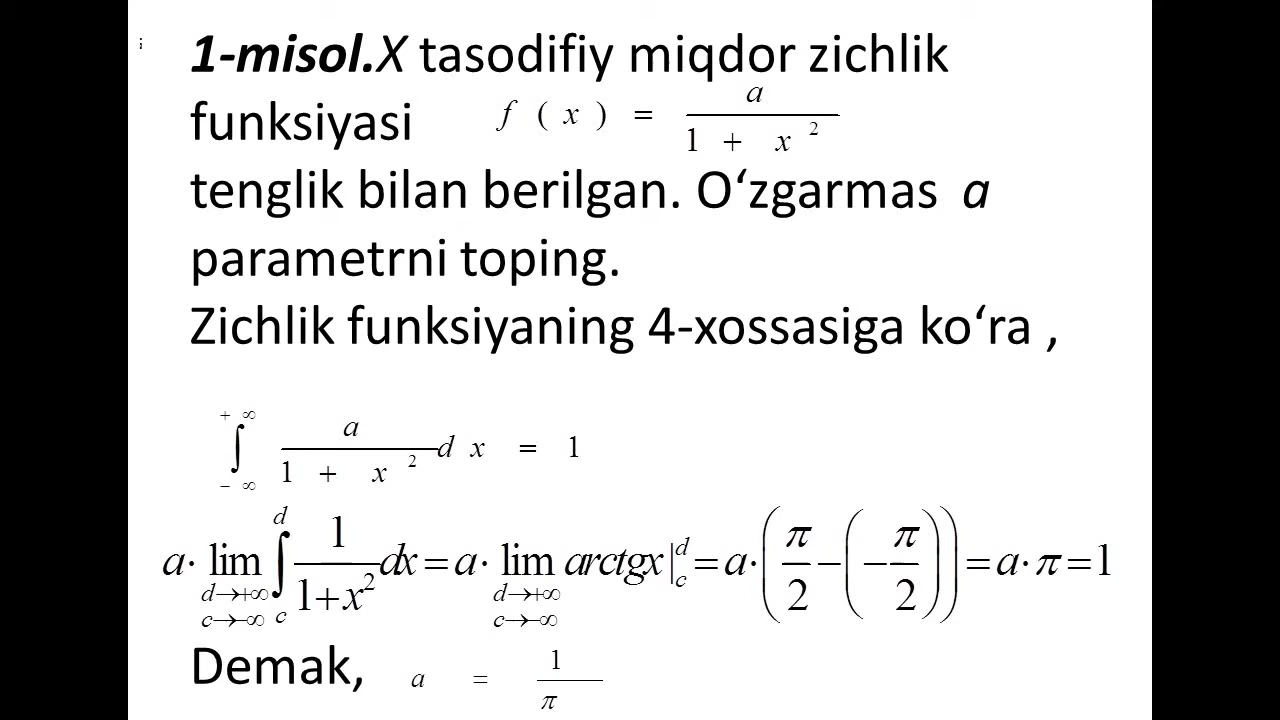 1-misol.X tasodifiy miqdor zichlik
funksiyasi f ( x ) = a / (1 + x²)
tenglik bilan berilgan. O‘zgarmas a
parametrni toping.
Zichlik funksiyaning 4-xossasiga ko‘ra ,
∫_{-∞}^{+∞} a / (1 + x²) d x = 1
a· lim_{d→+∞, c→-∞} ∫_c^d 1/(1+x²) dx = a· lim_{d→+∞, c→-∞} arctgx|_c^d = a·(π/2 − (−π/2)) = a·π = 1
Demak, a = 1/π